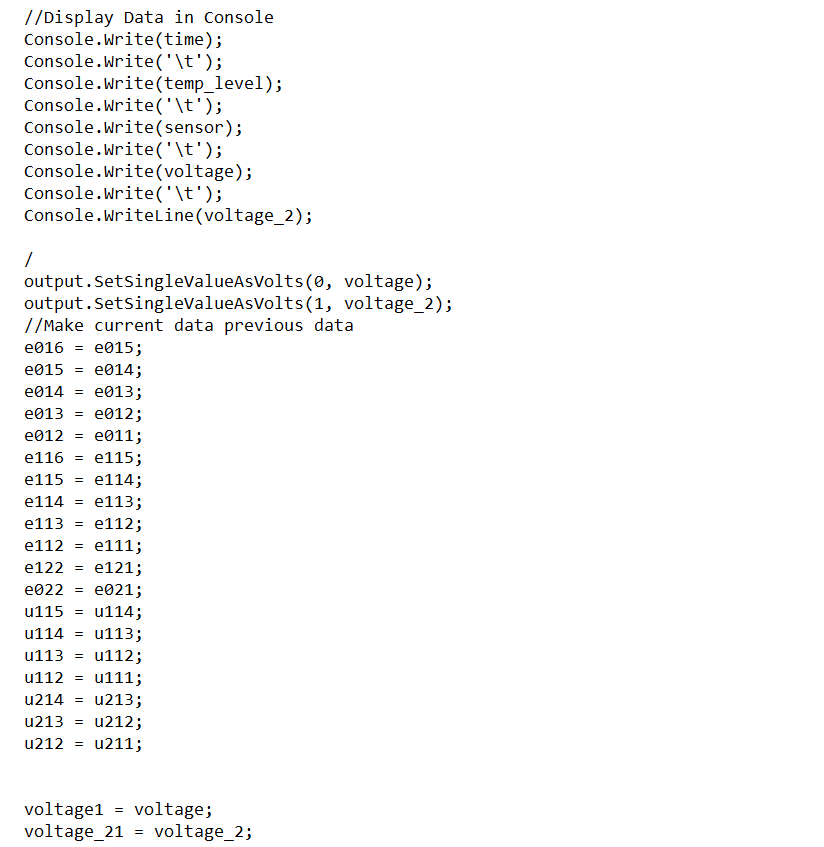 //Display Data in Console
Console.Write(time);
Console.Write('\t');
Console.Write(temp_level);
Console.Write('\t');
Console.Write(sensor);
Console.Write('\t');
Console.Write(voltage);
Console.Write('\t');
Console.WriteLine(voltage_2);
/
output.SetSingleValueAsVolts(0, voltage);
output.SetSingleValueAsVolts(1, voltage_2);
//Make current data previous data
e016 = e015;
e015 = e014;
e014 = e013;
e013 = e012;
e012 = e011;
e116 = e115;
e115 = e114;
e114 = e113;
e113 = e112;
e112 = e111;
e122 = e121;
e022 = e021;
u115 = u114;
u114 = u113;
u113 = u112;
u112 = u111;
u214 = u213;
u213 = u212;
u212 = u211;
voltage1 = voltage;
voltage_21 = voltage_2;